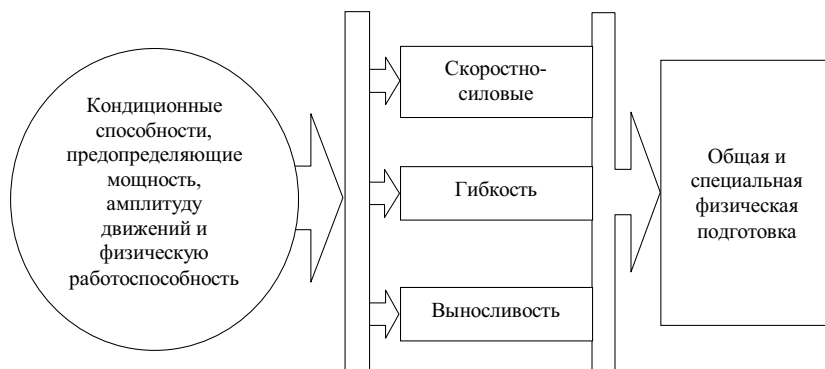 Кондиционные
способности,
предопределяющие
мощность,
амплитуду
движений и
физическую
работоспособность
Скоростно-
силовые
Гибкость
Выносливость
Общая и
специальная
физическая
подготовка